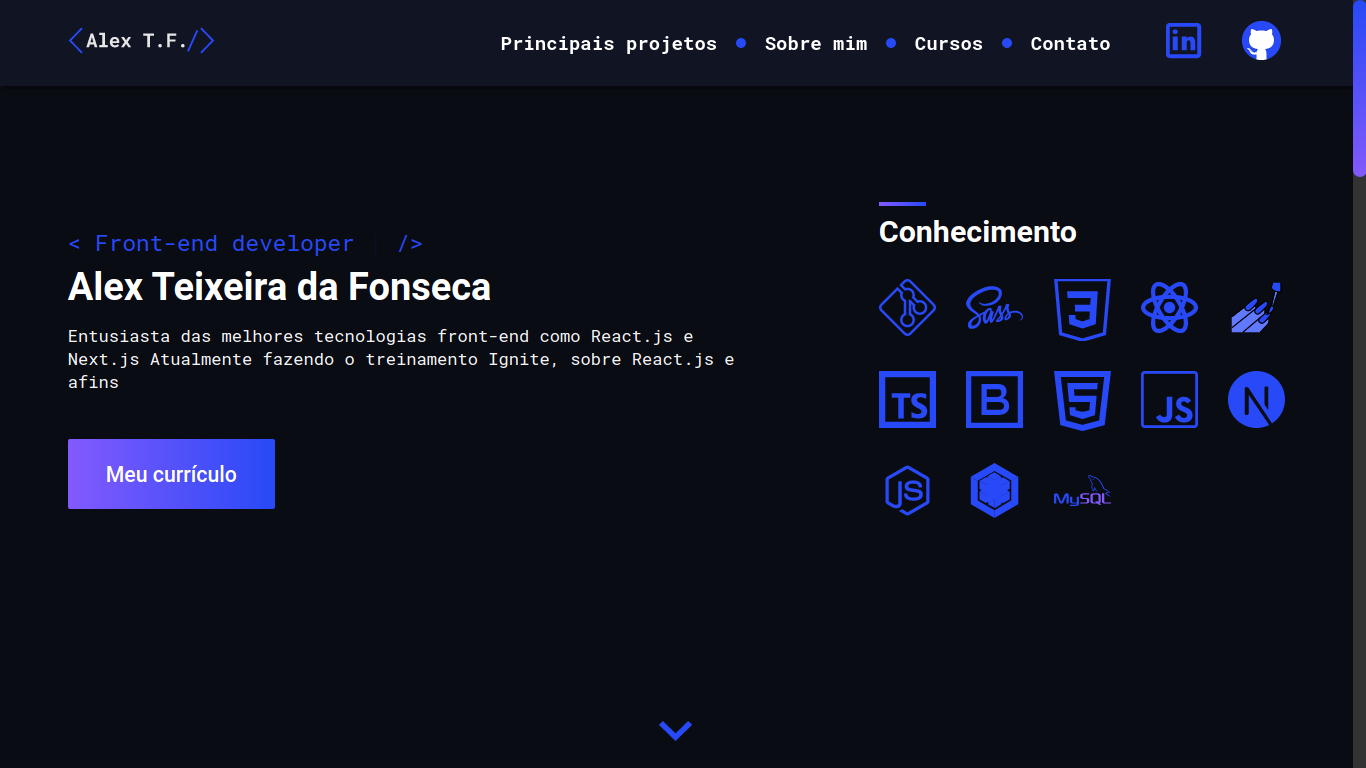 <Alex T.F./>
Principais projetos
Sobre mim
Cursos
Contato
in
< Front-end developer />
Alex Teixeira da Fonseca
Entusiasta das melhores tecnologias front-end como React.js e
Next.js Atualmente fazendo o treinamento Ignite, sobre React.js e
afins
Meu currículo
Conhecimento
Sass
3
TS
B
5
JS
N
JS
MySQL